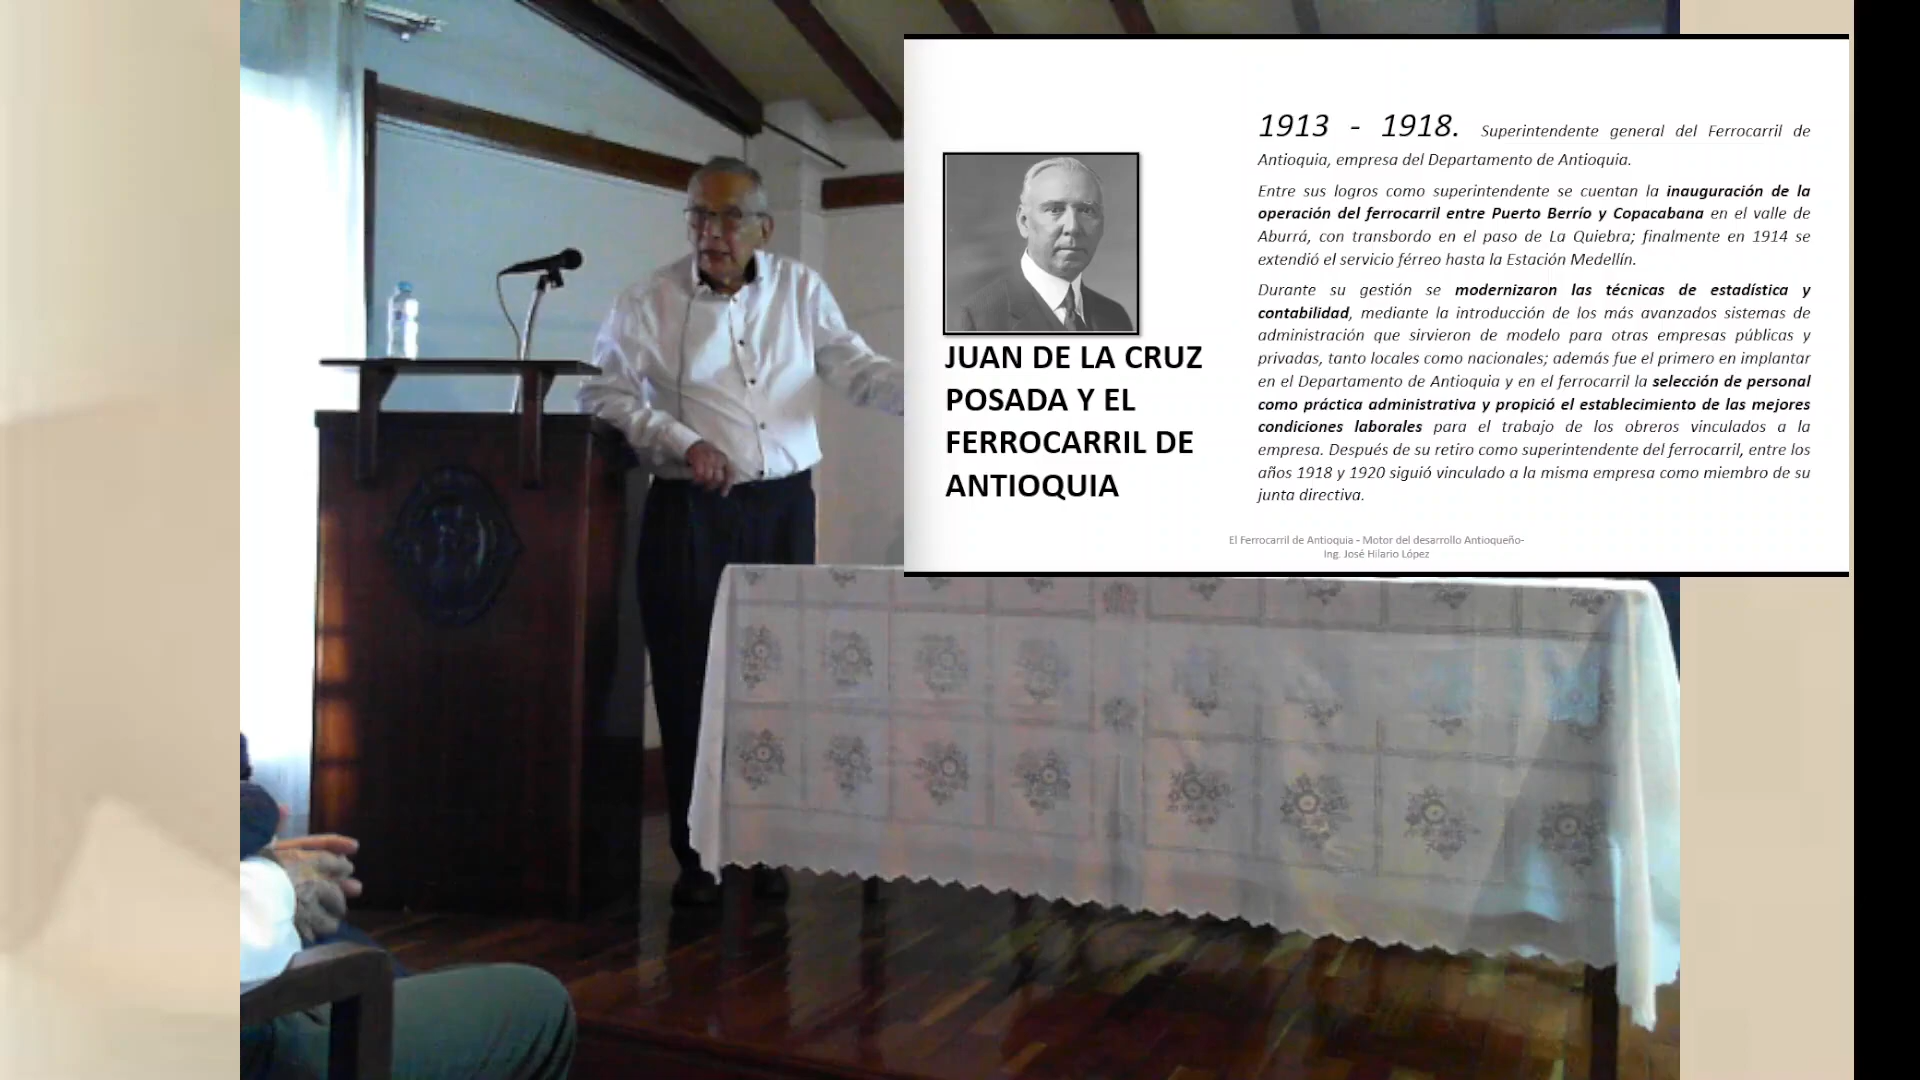 JUAN DE LA CRUZ
POSADA Y EL
FERROCARRIL DE
ANTIOQUIA
1913 - 1918. Superintendente general del Ferrocarril de
Antioquia, empresa del Departamento de Antioquia.
Entre sus logros como superintendente se cuentan la inauguración de la
operación del ferrocarril entre Puerto Berrío y Copacabana en el valle de
Aburrá, con transbordo en el paso de La Quiebra; finalmente en 1914 se
extendió el servicio férreo hasta la Estación Medellín.
Durante su gestión se modernizaron las técnicas de estadística y
contabilidad, mediante la introducción de los más avanzados sistemas de
administración que sirvieron de modelo para otras empresas públicas y
privadas, tanto locales como nacionales; además fue el primero en implantar
en el Departamento de Antioquia y en el ferrocarril la selección de personal
como práctica administrativa y propició el establecimiento de las mejores
condiciones laborales para el trabajo de los obreros vinculados a la
empresa. Después de su retiro como superintendente del ferrocarril, entre los
años 1918 y 1920 siguió vinculado a la misma empresa como miembro de su
junta directiva.
El Ferrocarril de Antioquia - Motor del desarrollo Antioqueño-
Ing. José Hilario López